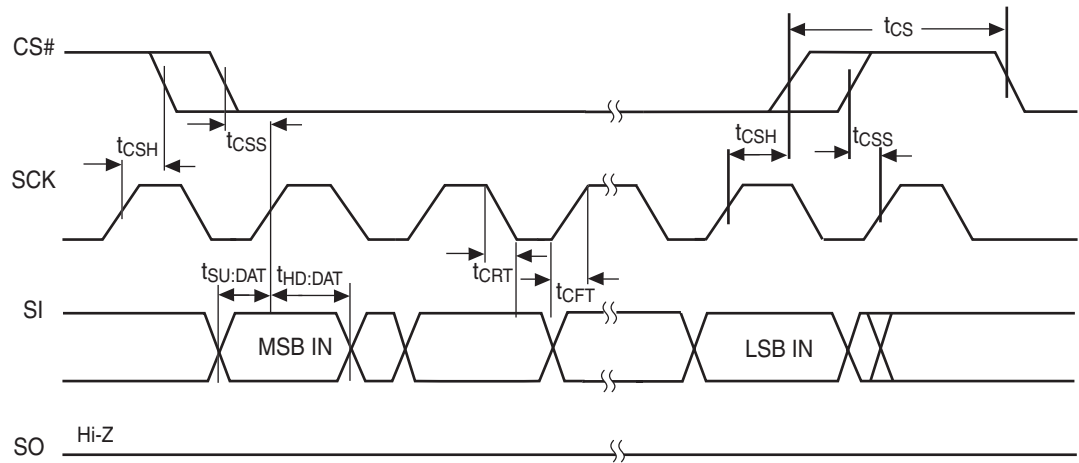 CS#
tCS
tCSH
tCSS
tCSH
tCSS
SCK
tSU:DAT
tHD:DAT
tCRT
tCFT
SI
MSB IN
LSB IN
SO
Hi-Z